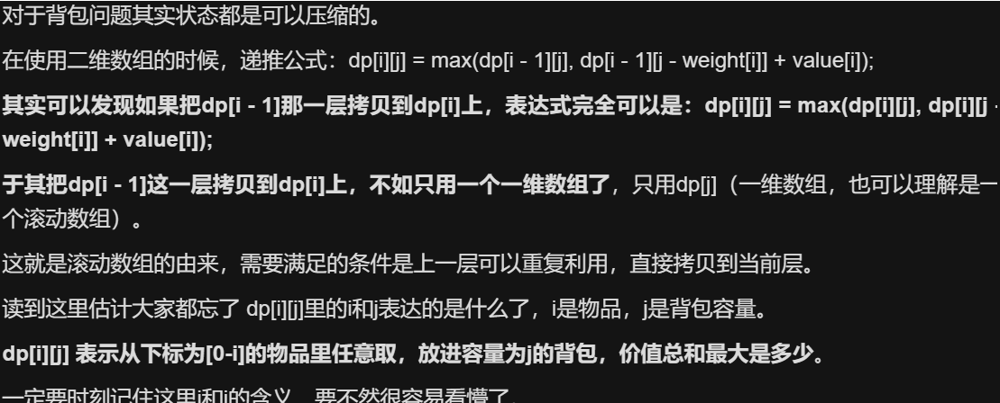 对于背包问题其实状态都是可以压缩的。
在使用二维数组的时候，递推公式：dp[i][j] = max(dp[i - 1][j], dp[i - 1][j - weight[i]] + value[i]);
其实可以发现如果把dp[i - 1]那一层拷贝到dp[i]上，表达式完全可以是：dp[i][j] = max(dp[i][j], dp[i][j -
weight[i]] + value[i]);
于其把dp[i - 1]这一层拷贝到dp[i]上，不如只用一个一维数组了，只用dp[j]（一维数组，也可以理解是一
个滚动数组）。
这就是滚动数组的由来，需要满足的条件是上一层可以重复利用，直接拷贝到当前层。
读到这里估计大家都忘了 dp[i][j]里的i和j表达的是什么了，i是物品，j是背包容量。
dp[i][j] 表示从下标为[0-i]的物品里任意取，放进容量为j的背包，价值总和最大是多少。
一定要时刻记住这里i和j的含义，要不然很容易看懵了。